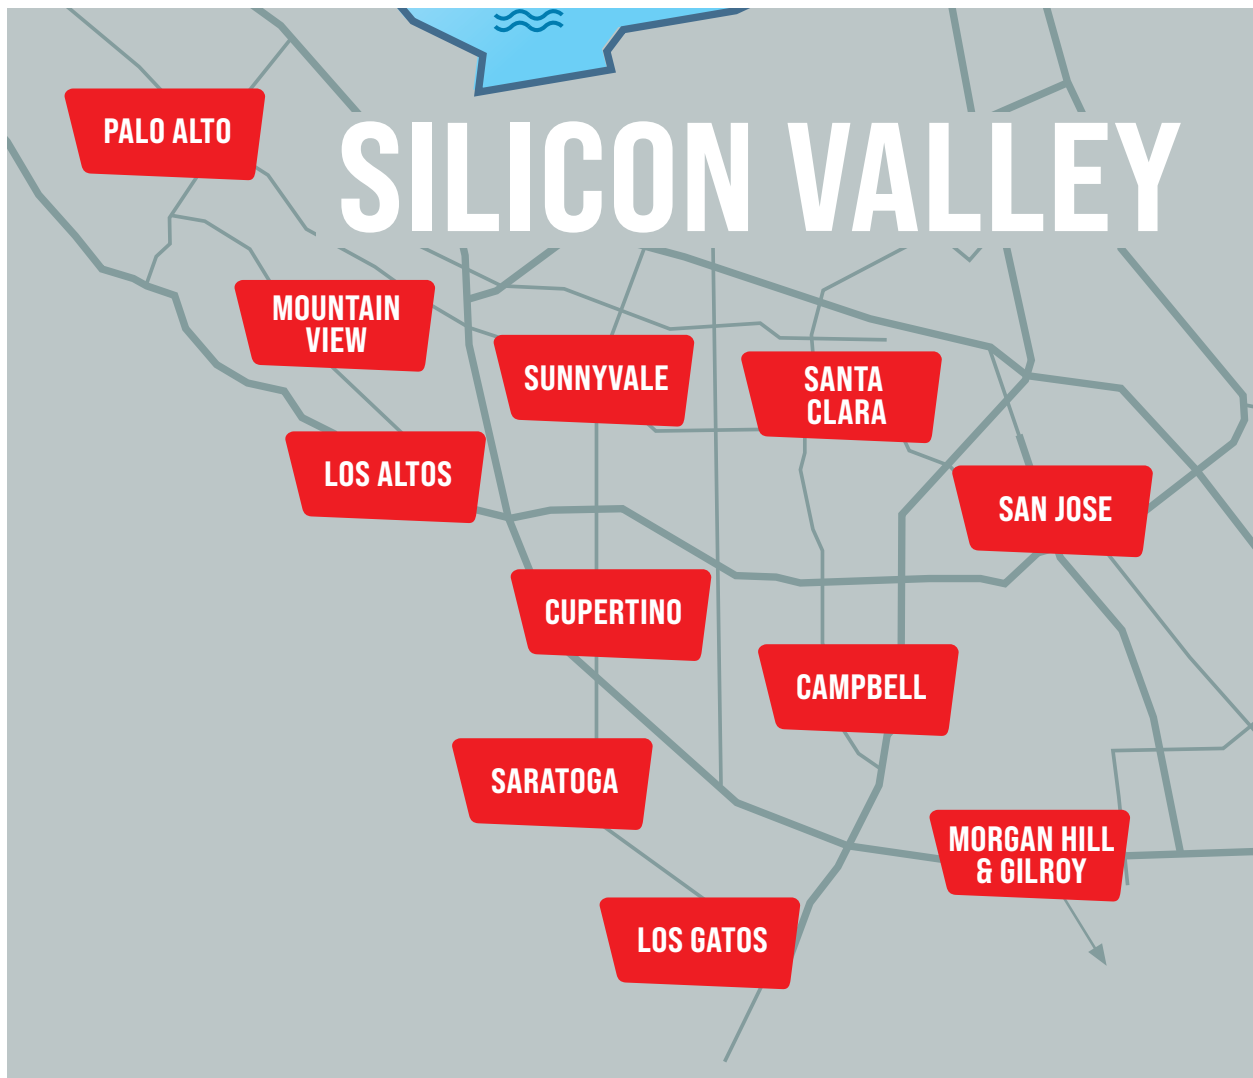 PALO ALTO
SILICON VALLEY
MOUNTAIN
VIEW
SUNNYVALE
SANTA
CLARA
LOS ALTOS
SAN JOSE
CUPERTINO
CAMPBELL
SARATOGA
MORGAN HILL
& GILROY
LOS GATOS